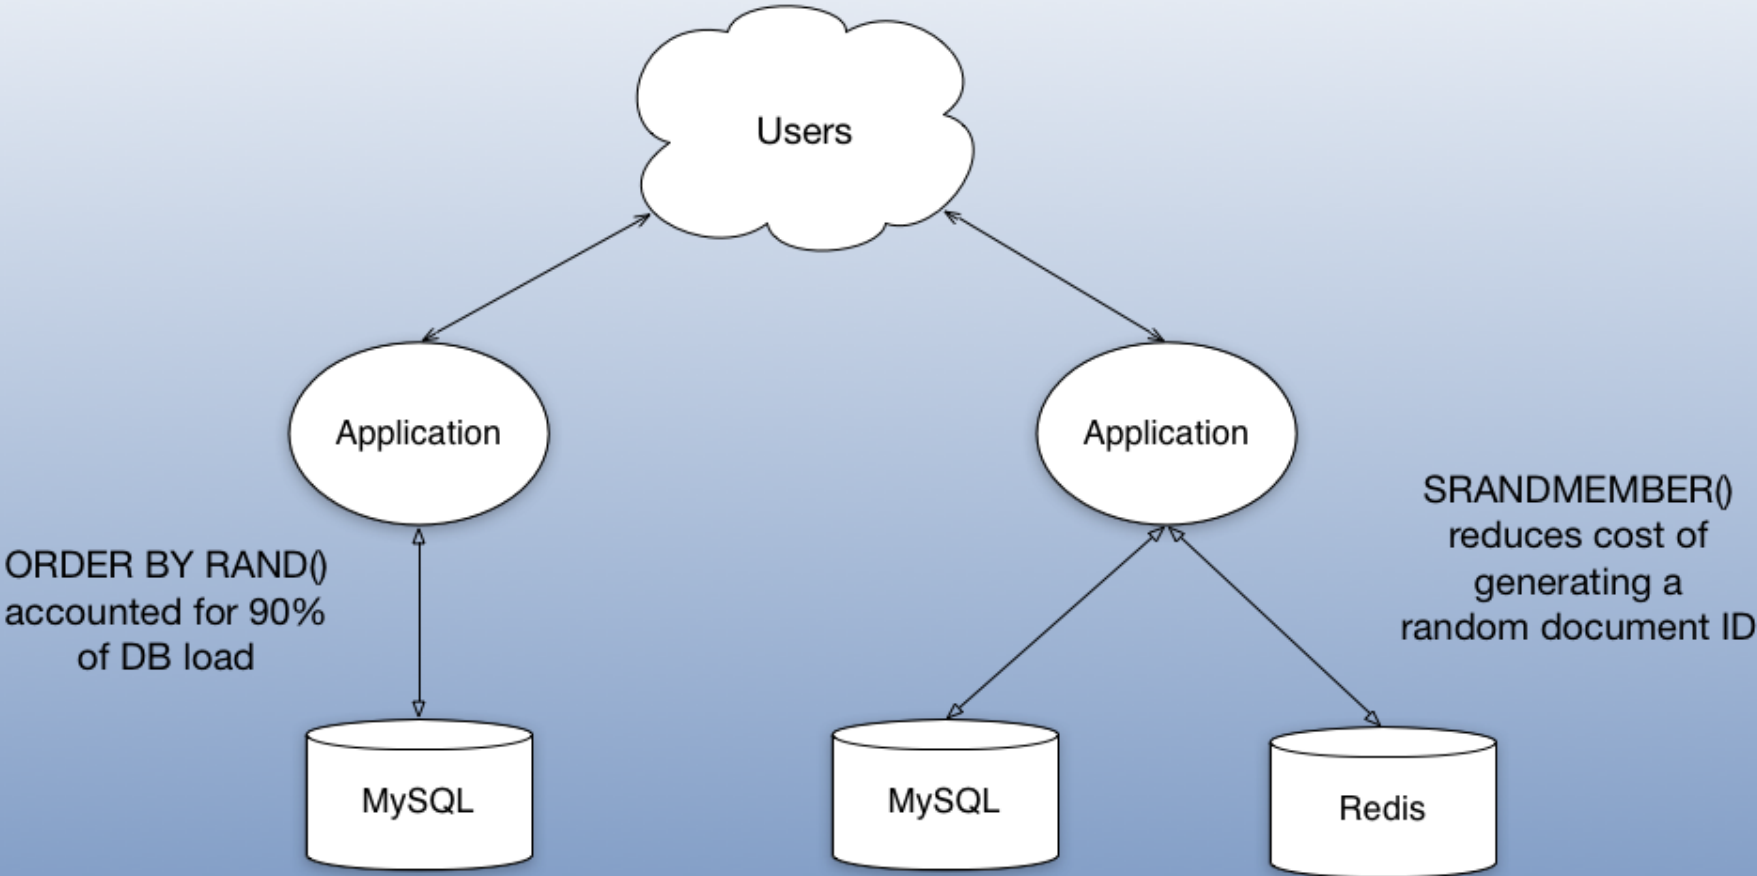 Users
Application
Application
ORDER BY RAND()
accounted for 90%
of DB load
SRANDMEMBER()
reduces cost of
generating a
random document ID
MySQL
MySQL
Redis